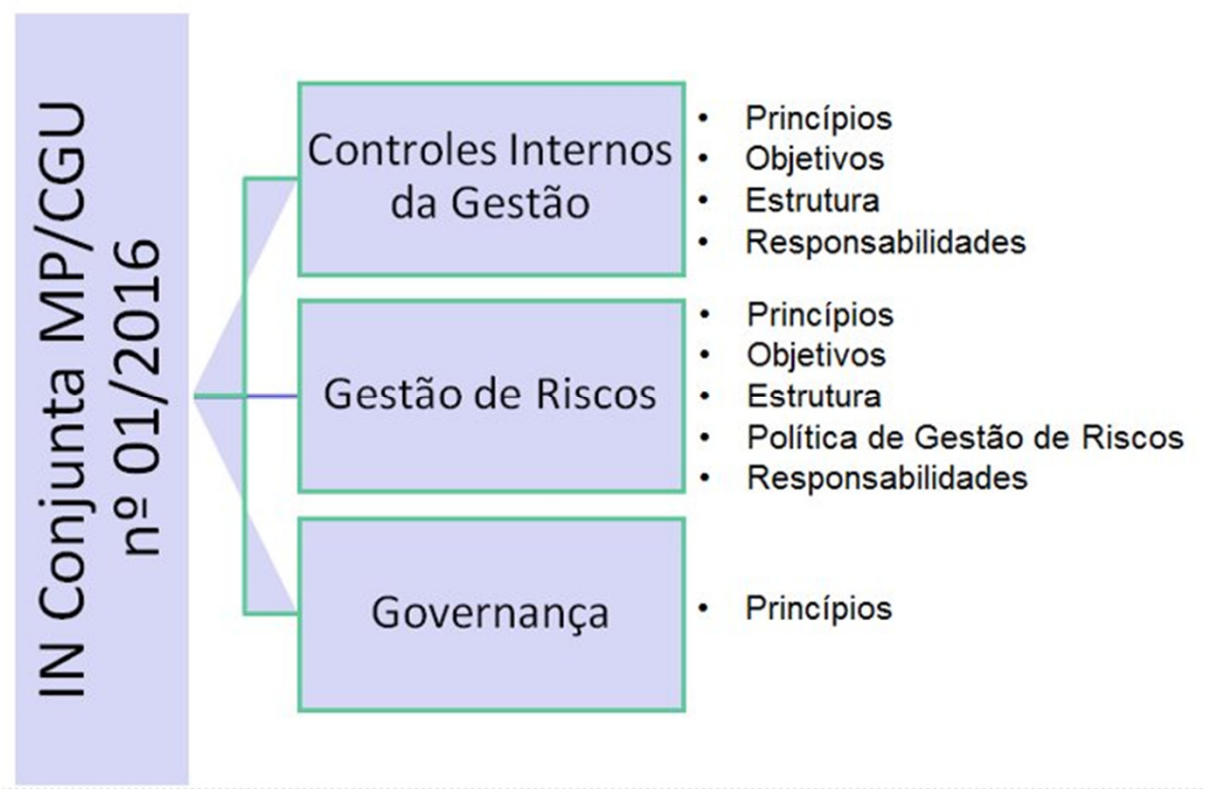 IN Conjunta MP/CGU
nº 01/2016
Controles Internos
da Gestão
• Princípios
• Objetivos
• Estrutura
• Responsabilidades
Gestão de Riscos
• Princípios
• Objetivos
• Estrutura
• Política de Gestão de Riscos
• Responsabilidades
Governança
• Princípios